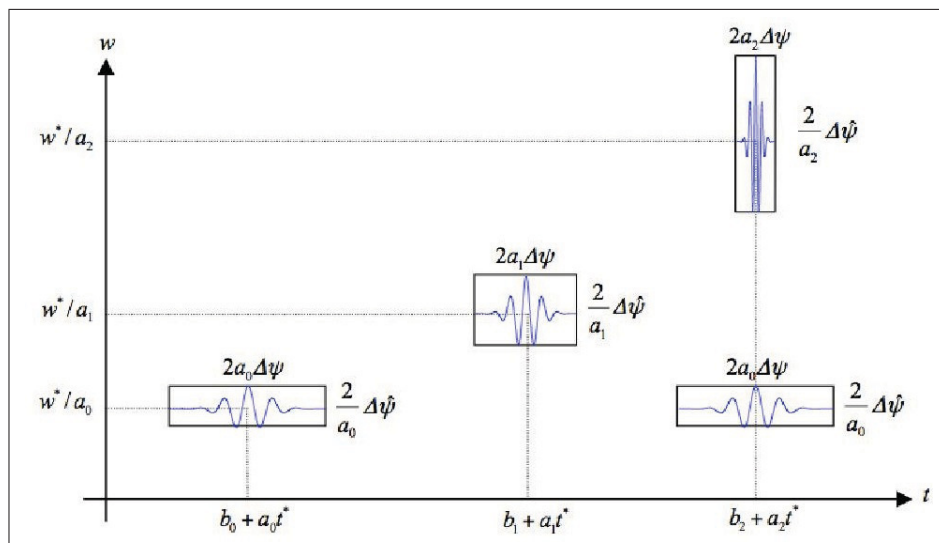 w
2a₂Δψ
w*/a₂
2/a₂ Δψ̂
2a₁Δψ
w*/a₁
2/a₁ Δψ̂
2a₀Δψ
2a₀Δψ
w*/a₀
2/a₀ Δψ̂
2/a₀ Δψ̂
b₀ + a₀t*
b₁ + a₁t*
b₂ + a₂t*
t